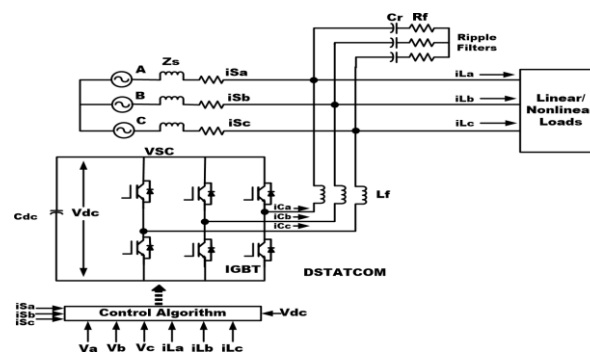 Cr Rf
Ripple
Filters
A Zs iSa
B iSb
C iSc
iLa
iLb
iLc
Linear/
Nonlinear
Loads
VSC
Cdc
Vdc
iCa
iCb
iCc
Lf
IGBT
DSTATCOM
iSa
iSb
iSc
Control Algorithm
Vdc
Va Vb Vc iLa iLb iLc